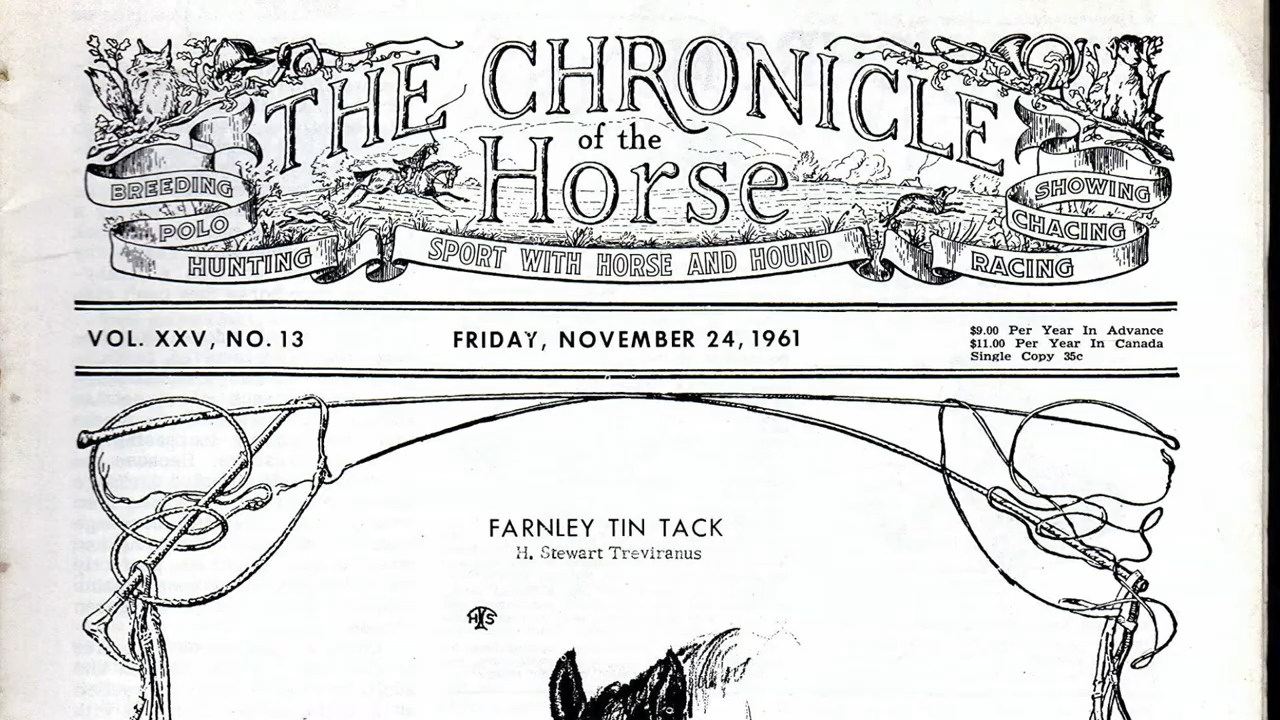 THE CHRONICLE
of the
Horse
BREEDING
POLO
HUNTING
SPORT WITH HORSE AND HOUND
SHOWING
CHACING
RACING
VOL. XXV, NO. 13
FRIDAY, NOVEMBER 24, 1961
$9.00 Per Year In Advance
$11.00 Per Year In Canada
Single Copy 35c
FARNLEY TIN TACK
H. Stewart Treviranus